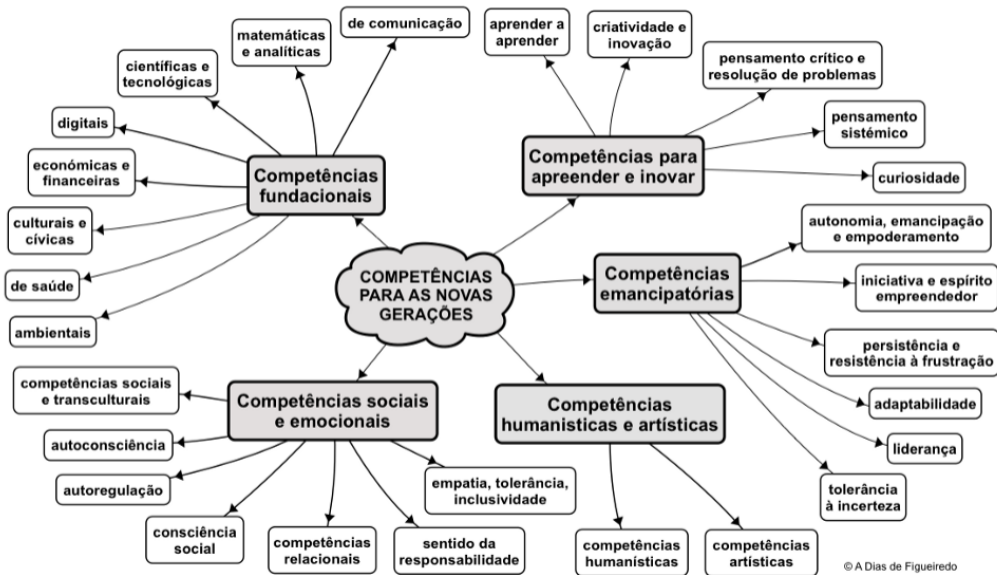 COMPETÊNCIAS
PARA AS NOVAS
GERAÇÕES
Competências
fundacionais
de comunicação
matemáticas
e analíticas
científicas e
tecnológicas
digitais
económicas e
financeiras
culturais e
cívicas
de saúde
ambientais
Competências para
apreender e inovar
aprender a
aprender
criatividade e
inovação
pensamento crítico e
resolução de problemas
pensamento
sistémico
curiosidade
Competências
emancipatórias
autonomia, emancipação
e empoderamento
iniciativa e espírito
empreendedor
persistência e
resistência à frustração
adaptabilidade
liderança
tolerância
à incerteza
Competências
humanisticas e artísticas
competências
humanísticas
competências
artísticas
Competências sociais
e emocionais
competências sociais
e transculturais
autoconsciência
autoregulação
consciência
social
competências
relacionais
sentido da
responsabilidade
empatia, tolerância,
inclusividade
© A Dias de Figueiredo